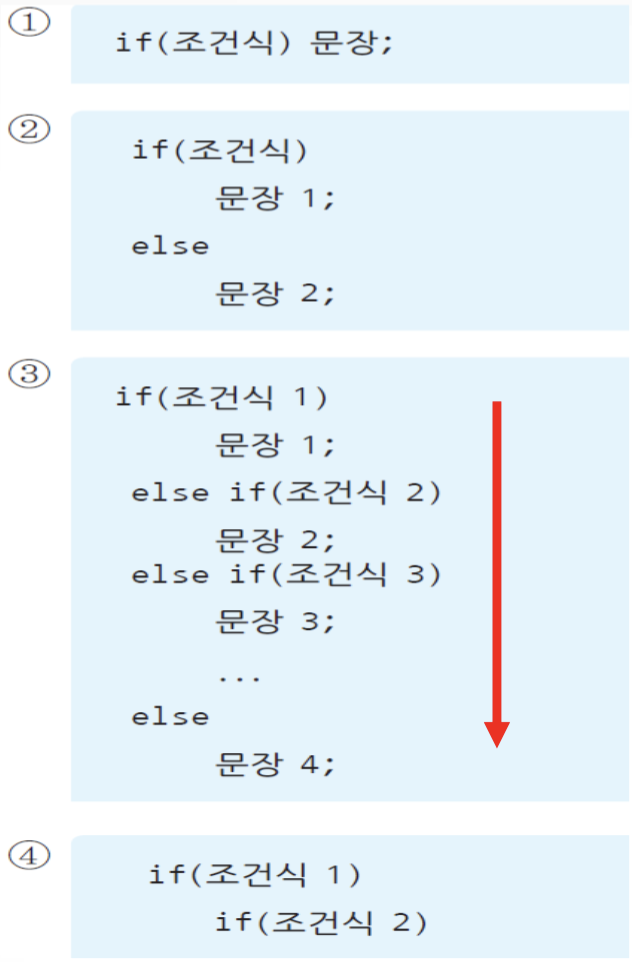 ① if(조건식) 문장;
② if(조건식)
문장 1;
else
문장 2;
③ if(조건식 1)
문장 1;
else if(조건식 2)
문장 2;
else if(조건식 3)
문장 3;
...
else
문장 4;
④ if(조건식 1)
if(조건식 2)